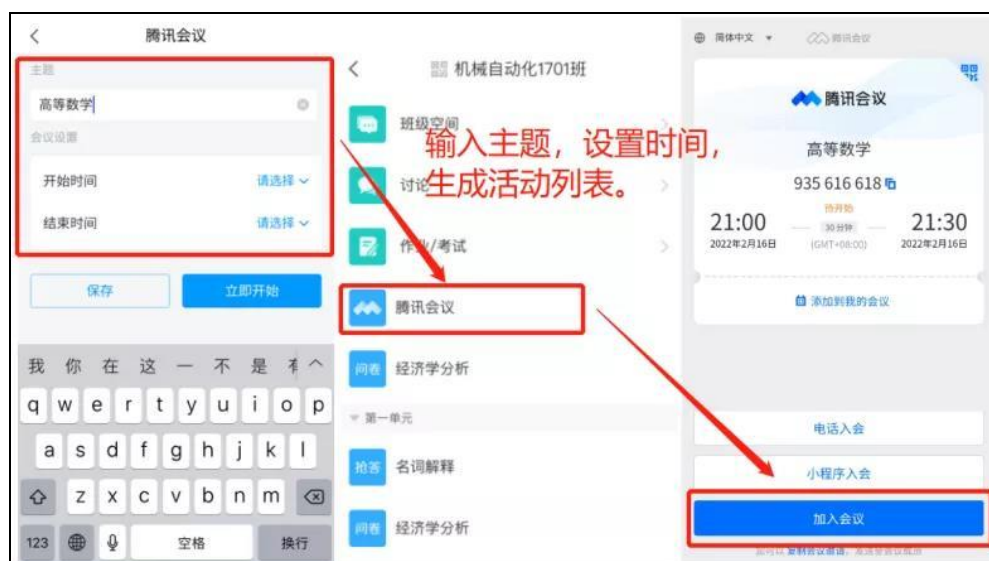 腾讯会议
主题
高等数学
会议设置
开始时间
请选择
结束时间
请选择
保存
立即开始
我 你 在 这 一 不 是 有
q w e r t y u i o p
a s d f g h j k l
z x c v b n m
123
空格
换行
机械自动化1701班
班级空间
输入主题，设置时间，
生成活动列表。
讨论
作业/考试
腾讯会议
问卷 经济学分析
第一单元
抢答 名词解释
问卷 经济学分析
简体中文
腾讯会议
腾讯会议
高等数学
935 616 618
待开始
21:00
30分钟
21:30
2022年2月16日
(GMT+08:00)
2022年2月16日
添加到我的会议
电话入会
小程序入会
加入会议
复制会议邀请